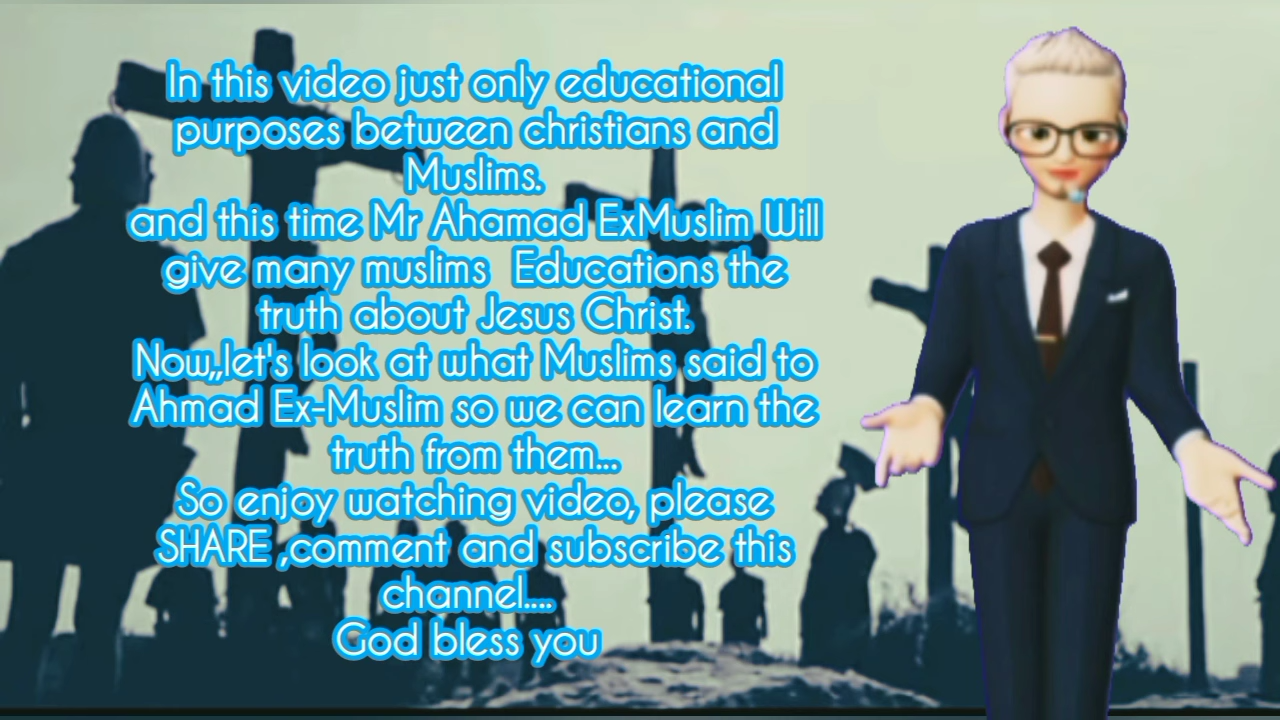 In this video just only educational
purposes between christians and
Muslims.
and this time Mr Ahamad ExMuslim Will
give many muslims Educations the
truth about Jesus Christ.
Now,,let's look at what Muslims said to
Ahmad Ex-Muslim so we can learn the
truth from them...
So enjoy watching video, please
SHARE ,comment and subscribe this
channel....
God bless you